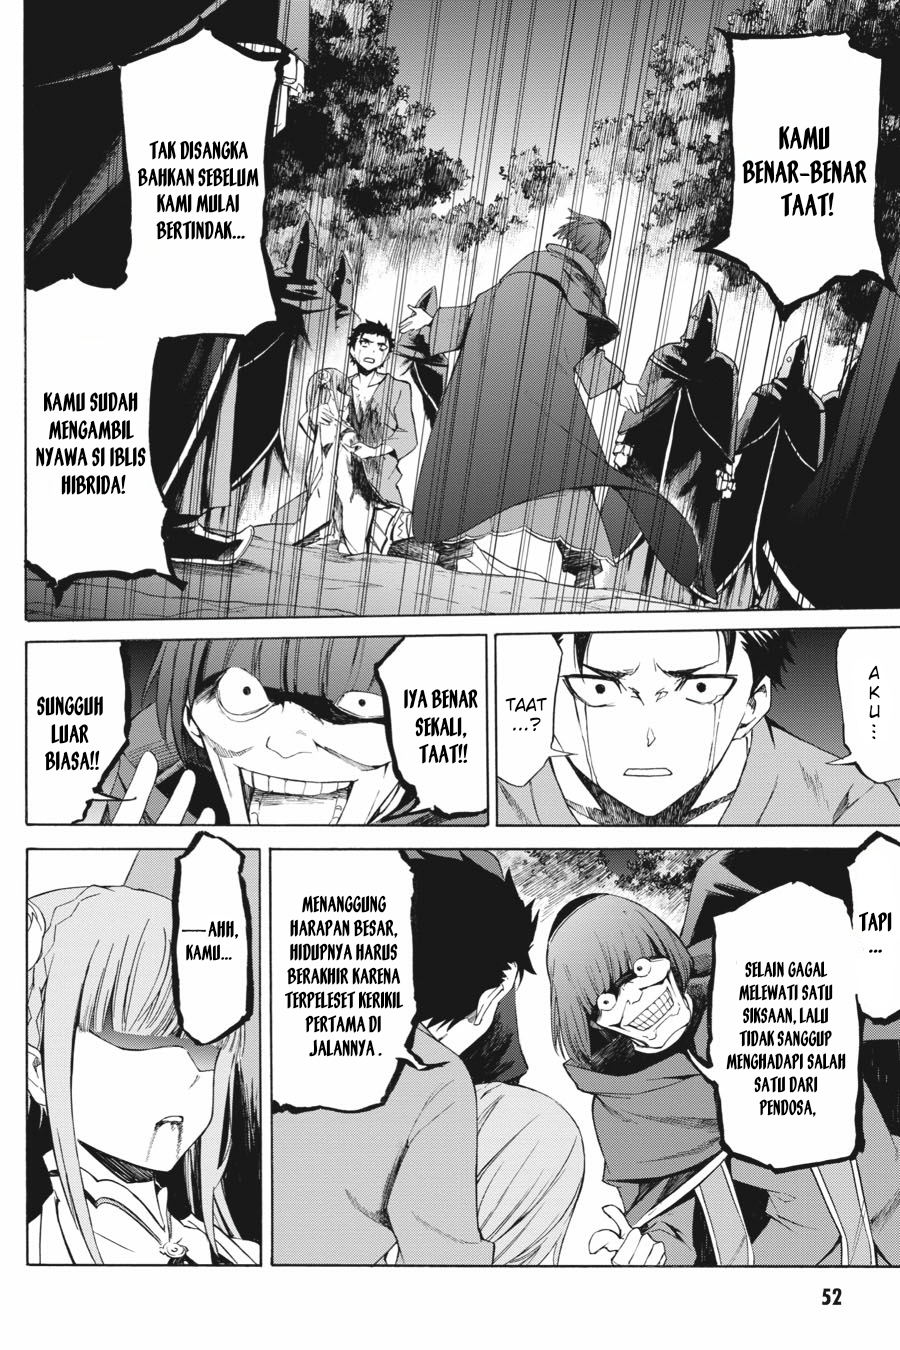 KAMU
BENAR-BENAR
TAAT!
TAK DISANGKA
BAHKAN SEBELUM
KAMI MULAI
BERTINDAK...
KAMU SUDAH
MENGAMBIL
NYAWA SI IBLIS
HIBRIDA!
AKU...
TAAT
...?
IYA BENAR
SEKALI,
TAAT!!
SUNGGUH
LUAR
BIASA!!
TAPI
...
SELAIN GAGAL
MELEWATI SATU
SIKSAAN, LALU
TIDAK SANGGUP
MENGHADAPI SALAH
SATU DARI
PENDOSA,
MENANGGUNG
HARAPAN BESAR,
HIDUPNYA HARUS
BERAKHIR KARENA
TERPELESET KERIKIL
PERTAMA DI
JALANNYA .
—AHH,
KAMU...
52